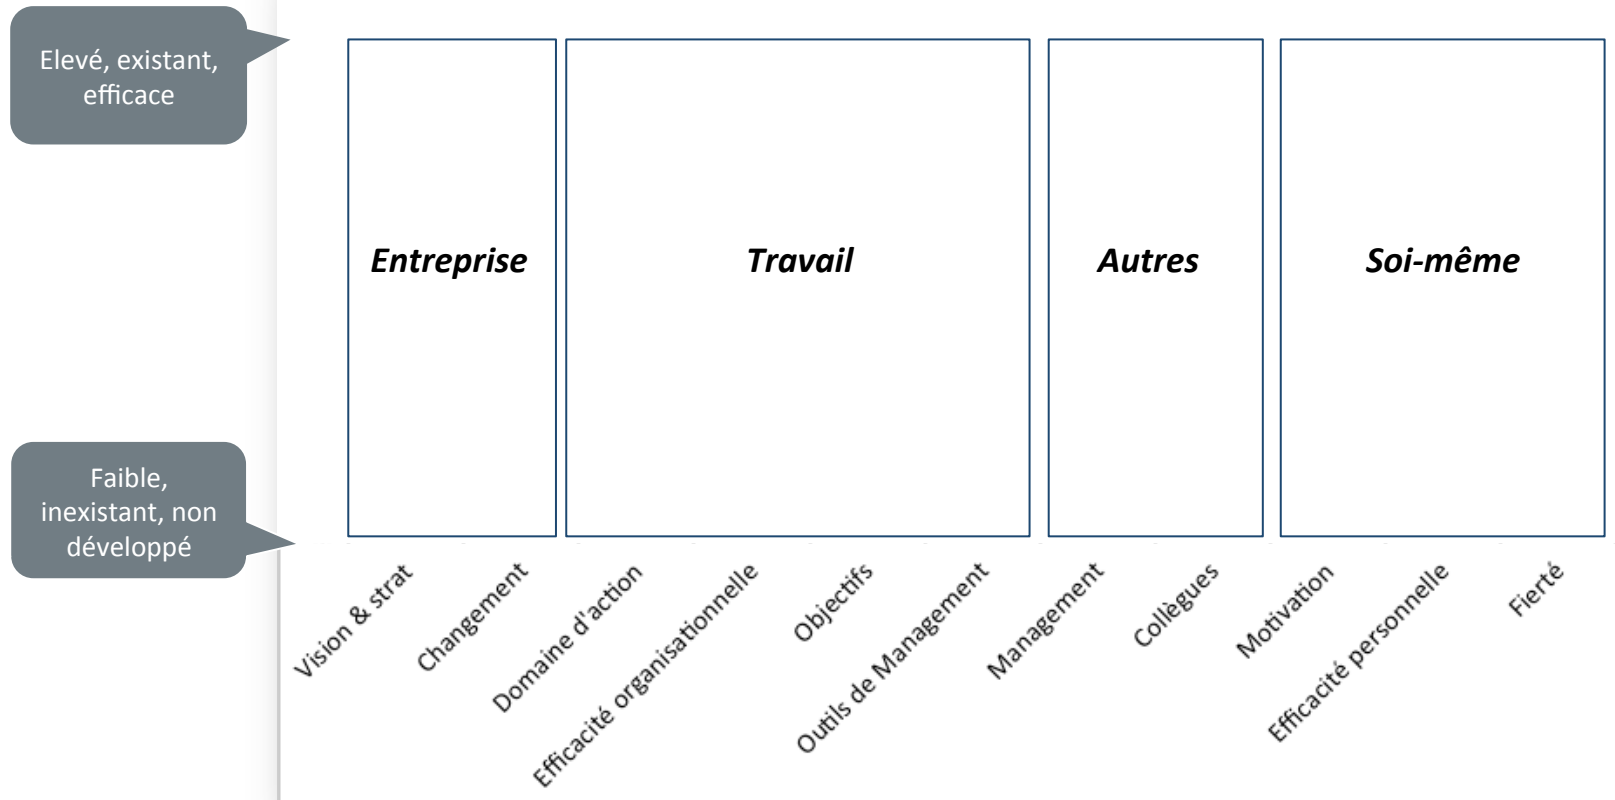 Elevé, existant,
efficace
Entreprise
Travail
Autres
Soi-même
Faible,
inexistant, non
développé
Vision & strat
Changement
Domaine d'action
Efficacité organisationnelle
Objectifs
Outils de Management
Management
Collègues
Motivation
Efficacité personnelle
Fierté